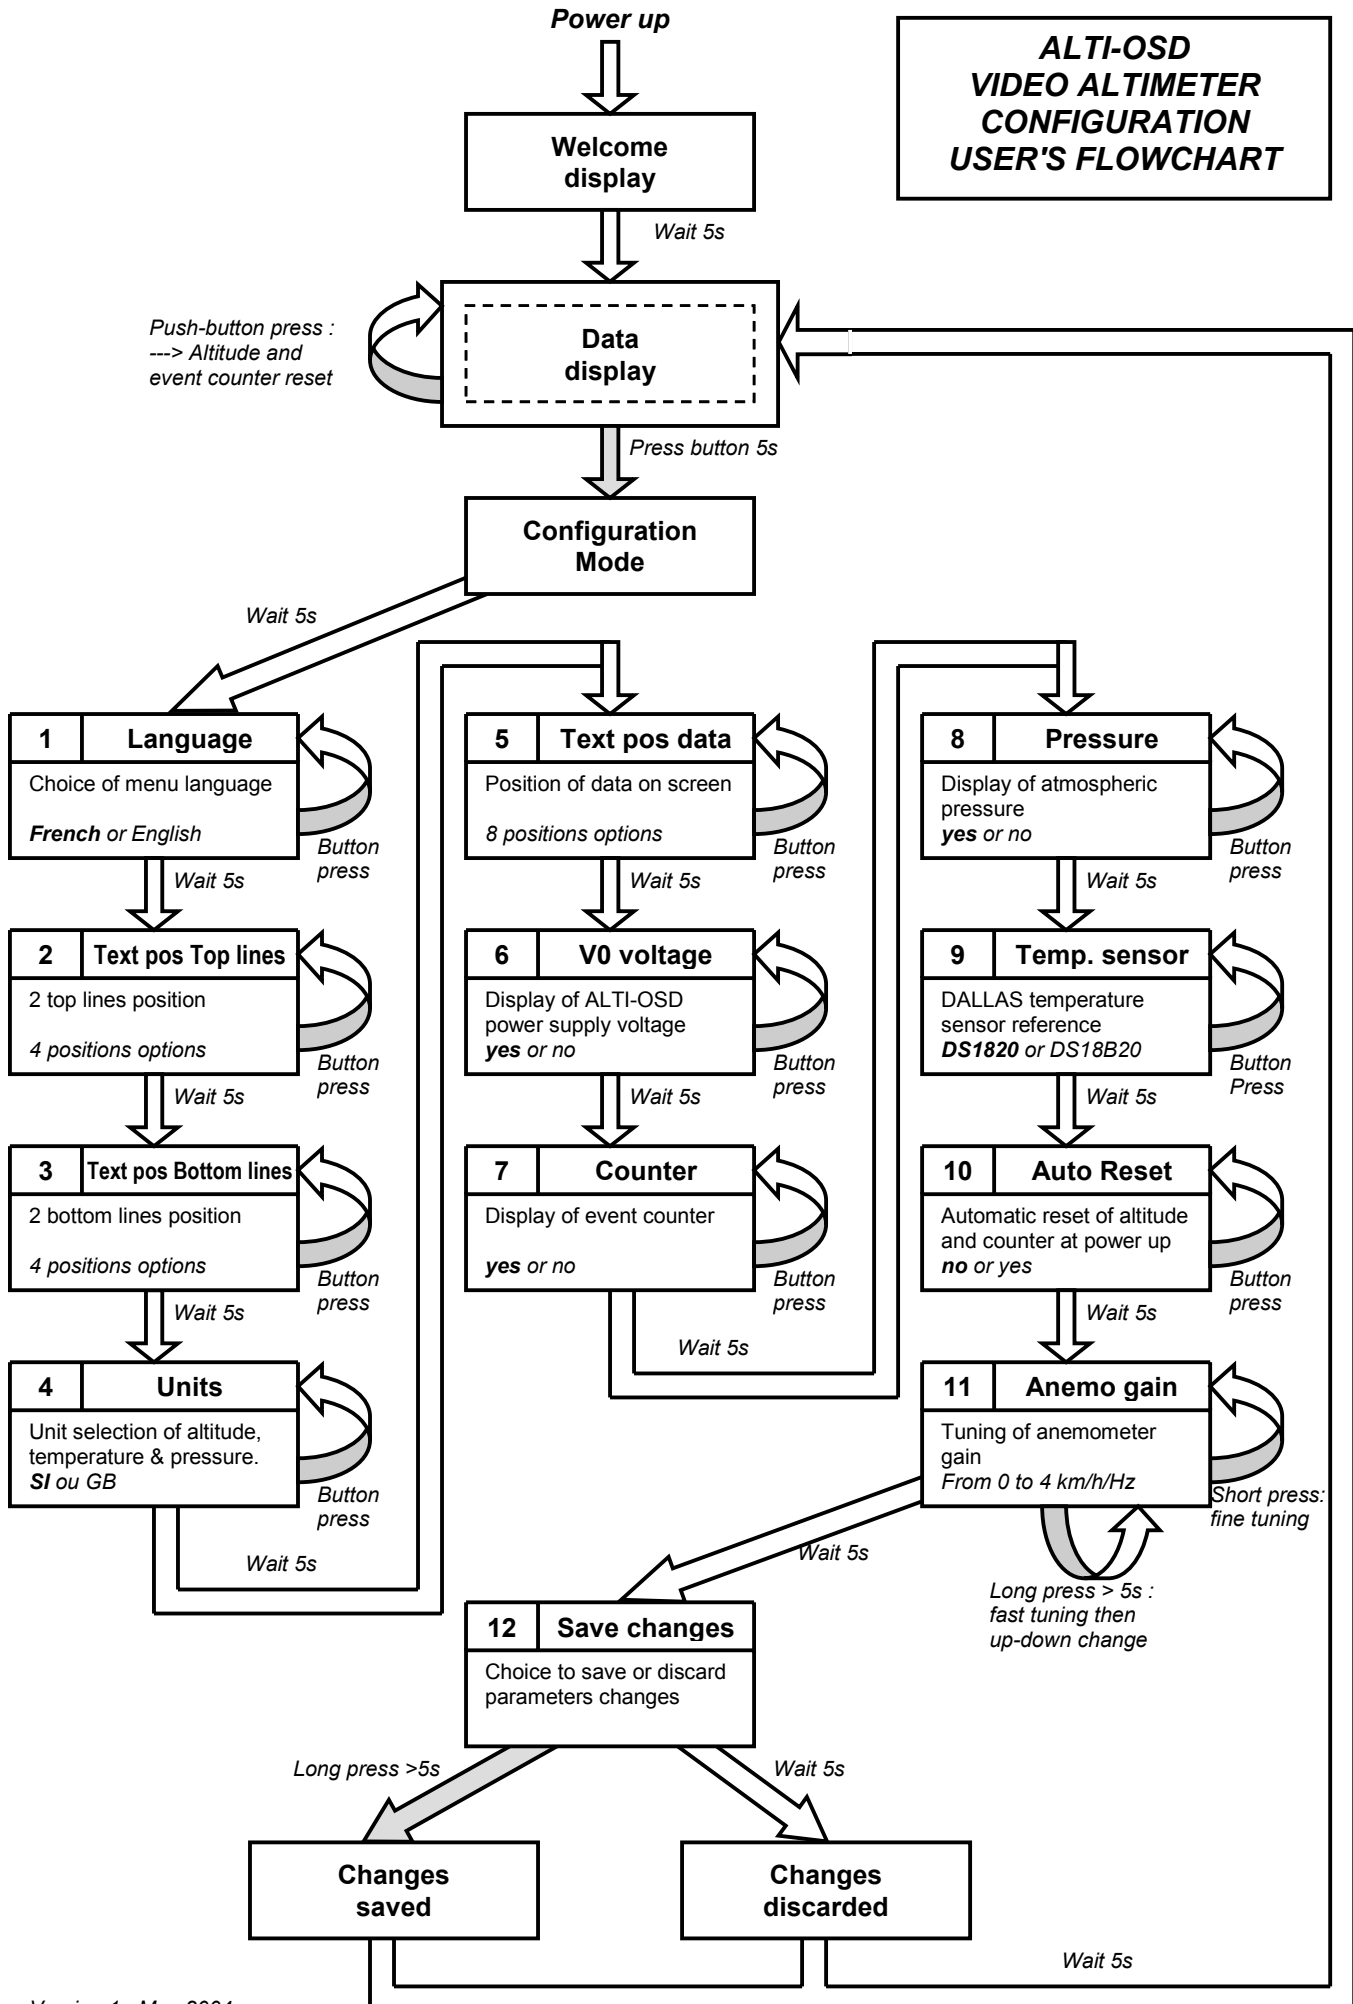 Power up
ALTI-OSD
VIDEO ALTIMETER
CONFIGURATION
USER'S FLOWCHART
Welcome
display
Wait 5s
Push-button press :
---> Altitude and
event counter reset
Data
display
Press button 5s
Configuration
Mode
Wait 5s
1 Language
Choice of menu language
French or English
Button
press
Wait 5s
2 Text pos Top lines
2 top lines position
4 positions options
Button
press
Wait 5s
3 Text pos Bottom lines
2 bottom lines position
4 positions options
Button
press
Wait 5s
4 Units
Unit selection of altitude,
temperature & pressure.
SI ou GB
Button
press
Wait 5s
5 Text pos data
Position of data on screen
8 positions options
Button
press
Wait 5s
6 V0 voltage
Display of ALTI-OSD
power supply voltage
yes or no
Button
press
Wait 5s
7 Counter
Display of event counter
yes or no
Button
press
Wait 5s
8 Pressure
Display of atmospheric
pressure
yes or no
Button
press
Wait 5s
9 Temp. sensor
DALLAS temperature
sensor reference
DS1820 or DS18B20
Button
Press
Wait 5s
10 Auto Reset
Automatic reset of altitude
and counter at power up
no or yes
Button
press
Wait 5s
11 Anemo gain
Tuning of anemometer
gain
From 0 to 4 km/h/Hz
Short press:
fine tuning
Long press > 5s :
fast tuning then
up-down change
Wait 5s
12 Save changes
Choice to save or discard
parameters changes
Long press >5s
Wait 5s
Changes
saved
Changes
discarded
Wait 5s